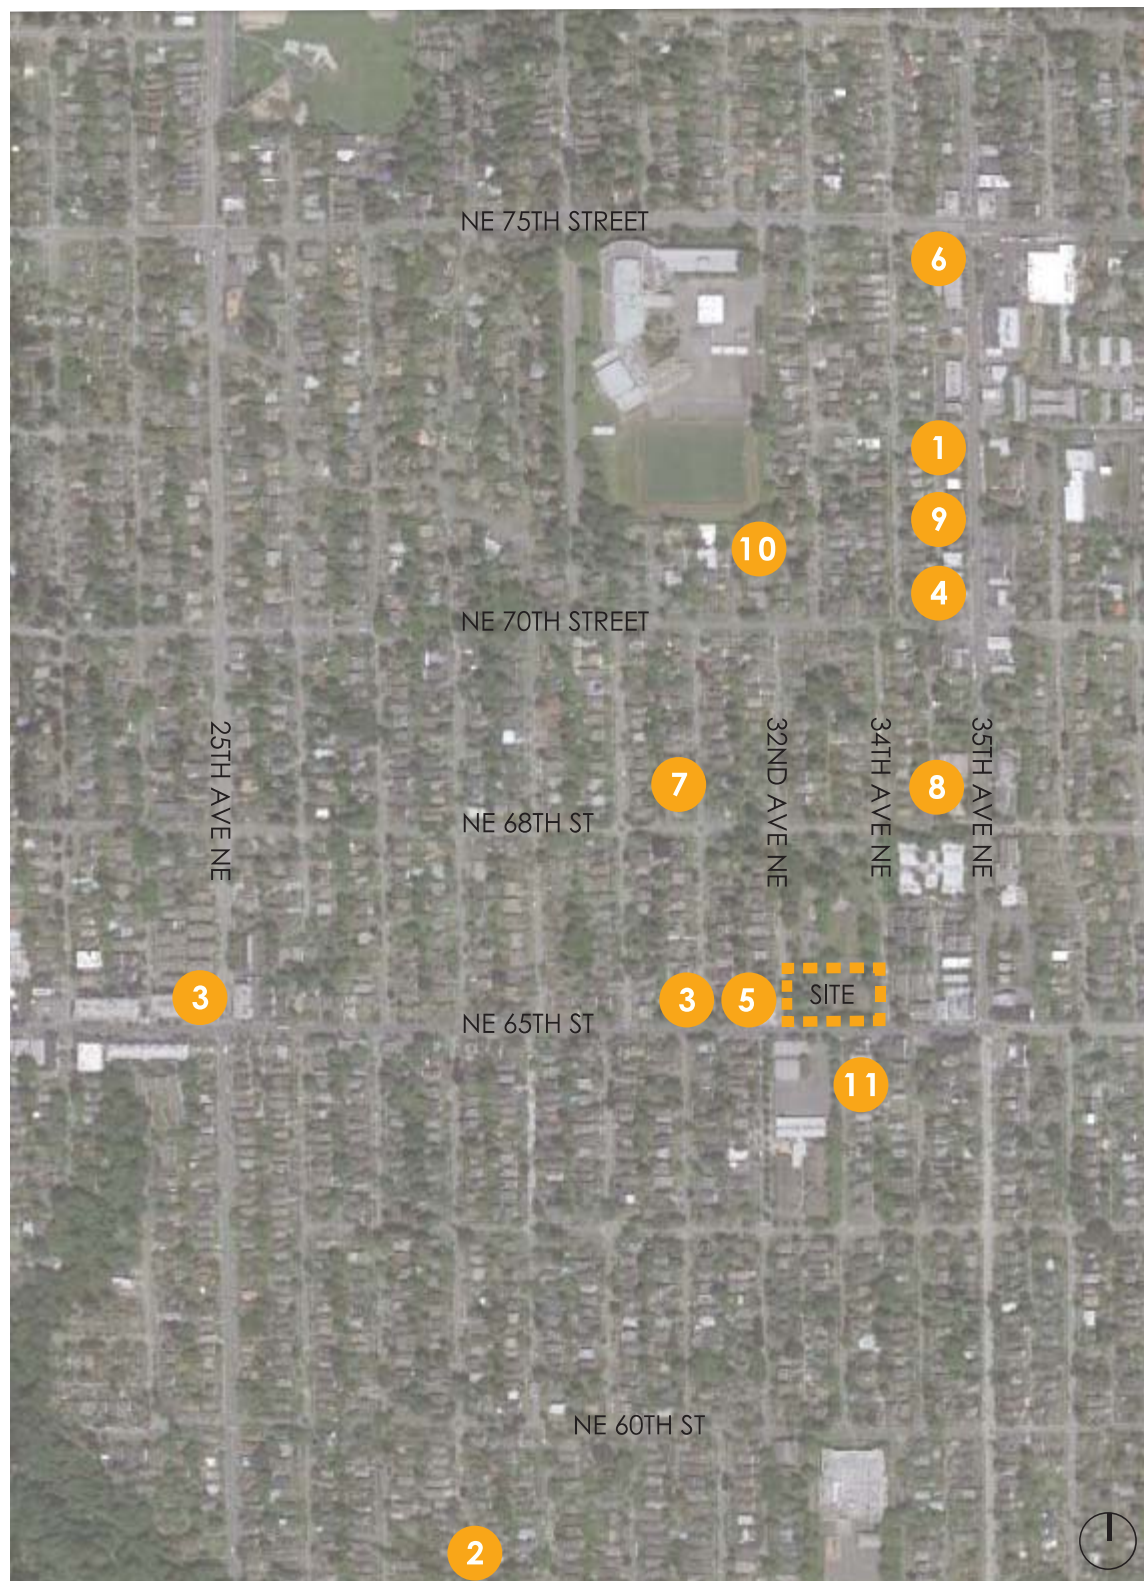 NE 75TH STREET
6
1
9
10
4
NE 70TH STREET
25TH AVE NE
32ND AVE NE
34TH AVE NE
35TH AVE NE
7
8
NE 68TH ST
3
3
5
SITE
NE 65TH ST
11
NE 60TH ST
2